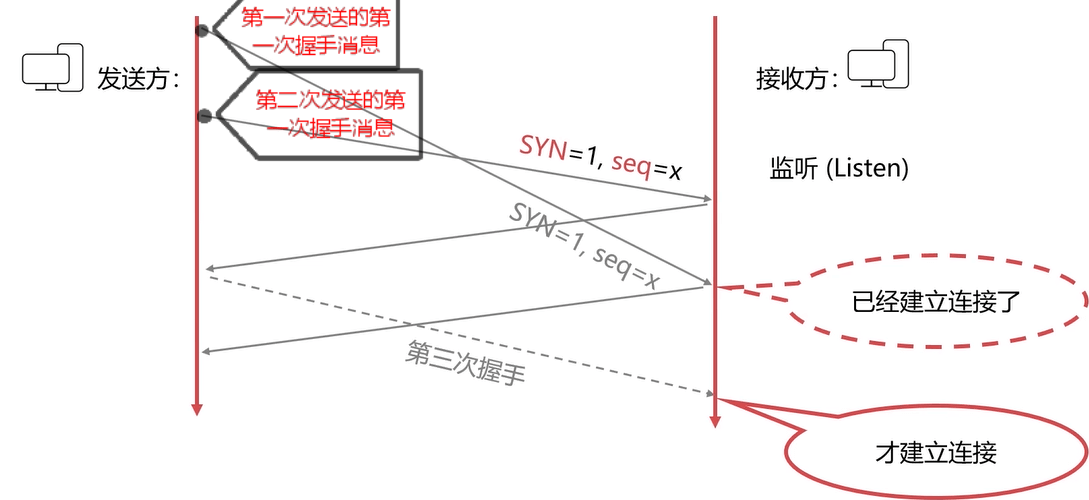 第一次发送的第
一次握手消息
发送方：
接收方：
第二次发送的第
一次握手消息
SYN=1, seq=x
监听 (Listen)
SYN=1, seq=x
已经建立连接了
第三次握手
才建立连接